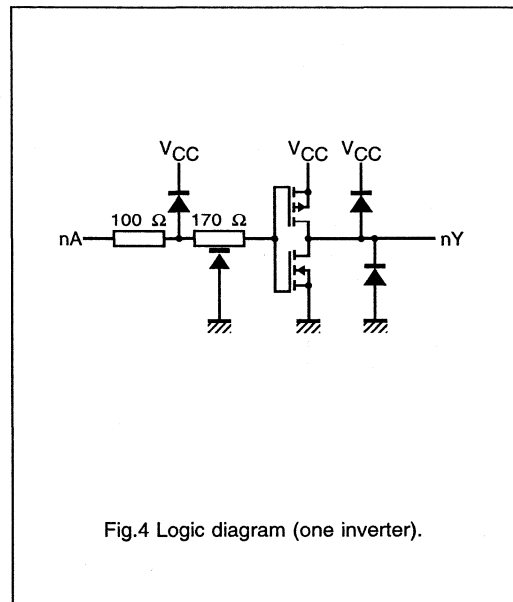 VCC VCC VCC
100 Ω 170 Ω
nA nY
Fig.4 Logic diagram (one inverter).